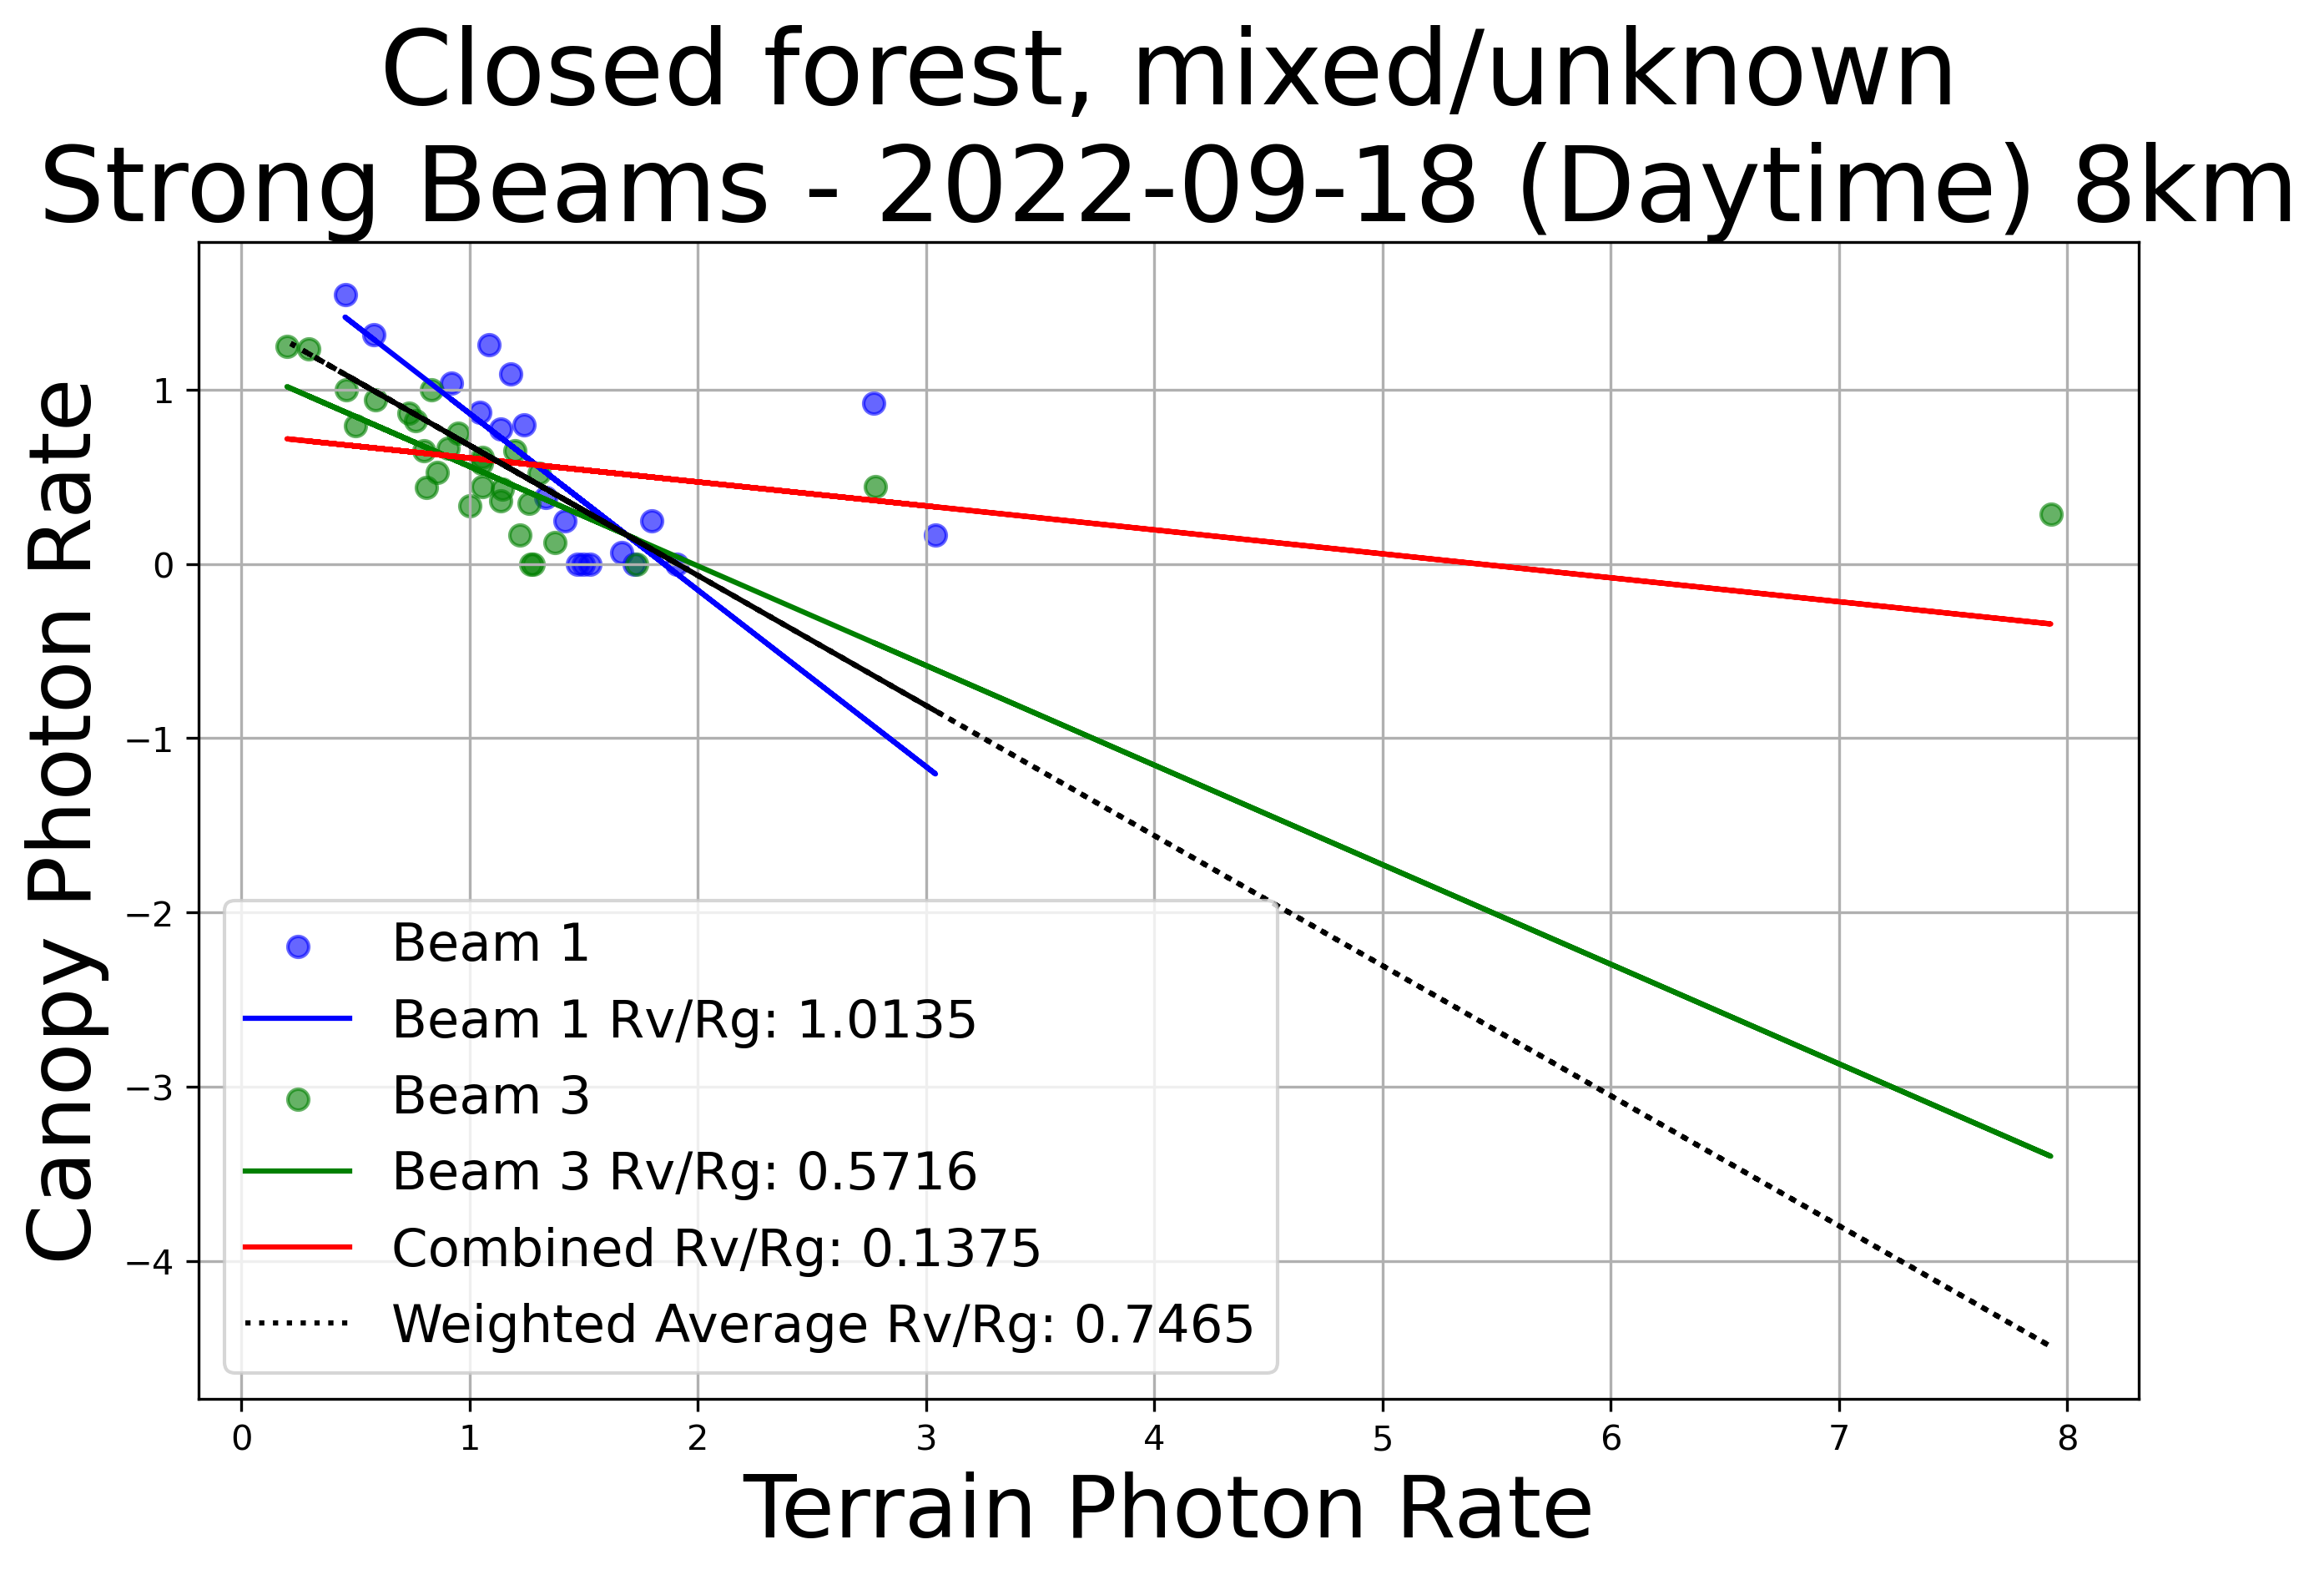 Closed forest, mixed/unknown
Strong Beams - 2022-09-18 (Daytime) 8km
Canopy Photon Rate
1
0
−1
−2
−3
−4
Beam 1
Beam 1 Rv/Rg: 1.0135
Beam 3
Beam 3 Rv/Rg: 0.5716
Combined Rv/Rg: 0.1375
Weighted Average Rv/Rg: 0.7465
0 1 2 3 4 5 6 7 8
Terrain Photon Rate